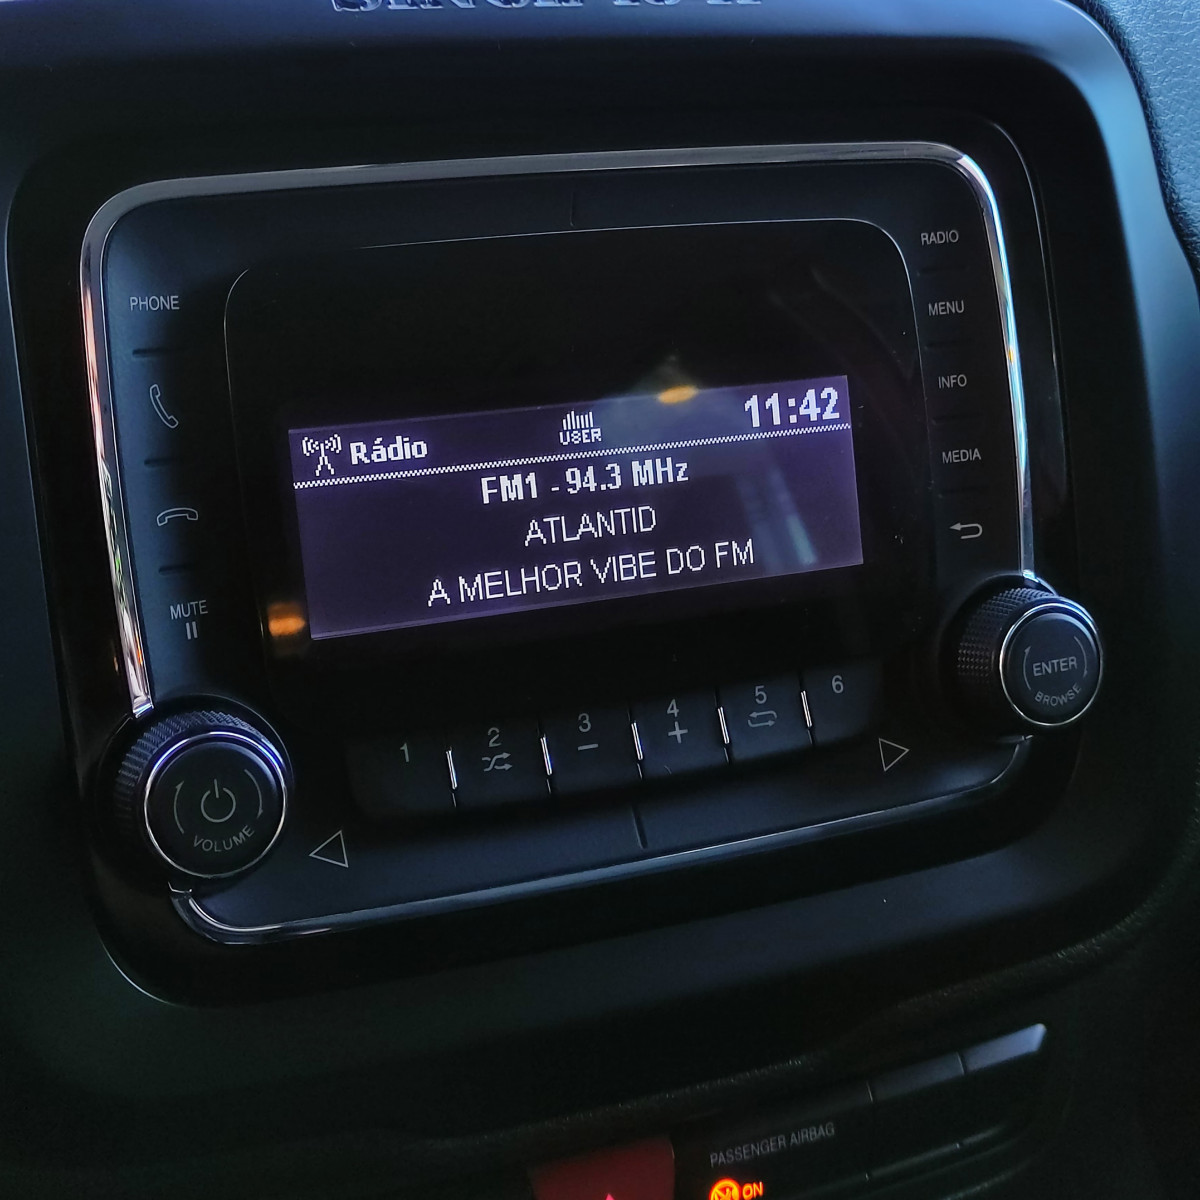 PHONE
RADIO
MENU
INFO
MEDIA
MUTE
Rádio
USER
11:42
FM1 - 94.3 MHz
ATLANTID
A MELHOR VIBE DO FM
1
2
3
4
5
6
VOLUME
ENTER
BROWSE
PASSENGER AIRBAG
ON